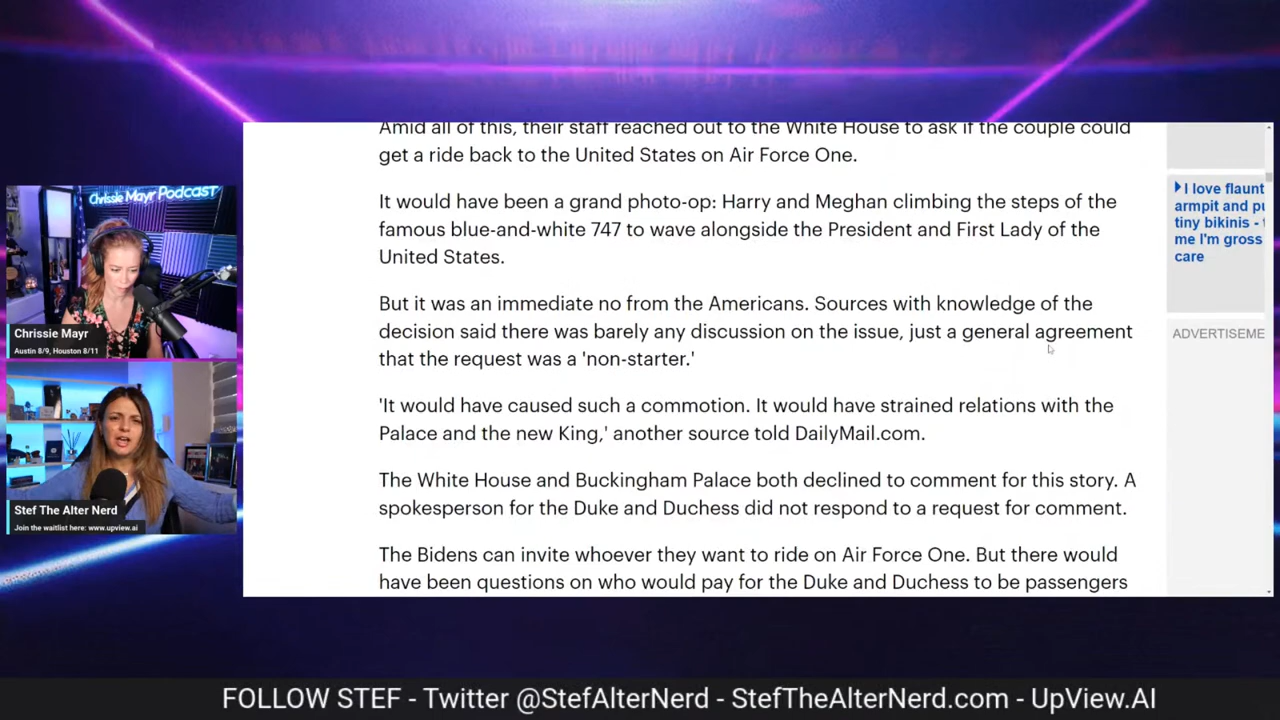 Amid all of this, their staff reached out to the White House to ask if the couple could
get a ride back to the United States on Air Force One.
It would have been a grand photo-op: Harry and Meghan climbing the steps of the
famous blue-and-white 747 to wave alongside the President and First Lady of the
United States.
But it was an immediate no from the Americans. Sources with knowledge of the
decision said there was barely any discussion on the issue, just a general agreement
that the request was a 'non-starter.'
'It would have caused such a commotion. It would have strained relations with the
Palace and the new King,' another source told DailyMail.com.
The White House and Buckingham Palace both declined to comment for this story. A
spokesperson for the Duke and Duchess did not respond to a request for comment.
The Bidens can invite whoever they want to ride on Air Force One. But there would
have been questions on who would pay for the Duke and Duchess to be passengers
I love flaunt
armpit and pu
tiny bikinis -
me I'm gross
care
ADVERTISEME
Chrissie Mayr Podcast
Chrissie Mayr
Austin 8/9, Houston 8/11
Stef The Alter Nerd
Join the waitlist here: www.upview.ai
FOLLOW STEF - Twitter @StefAlterNerd - StefTheAlterNerd.com - UpView.AI